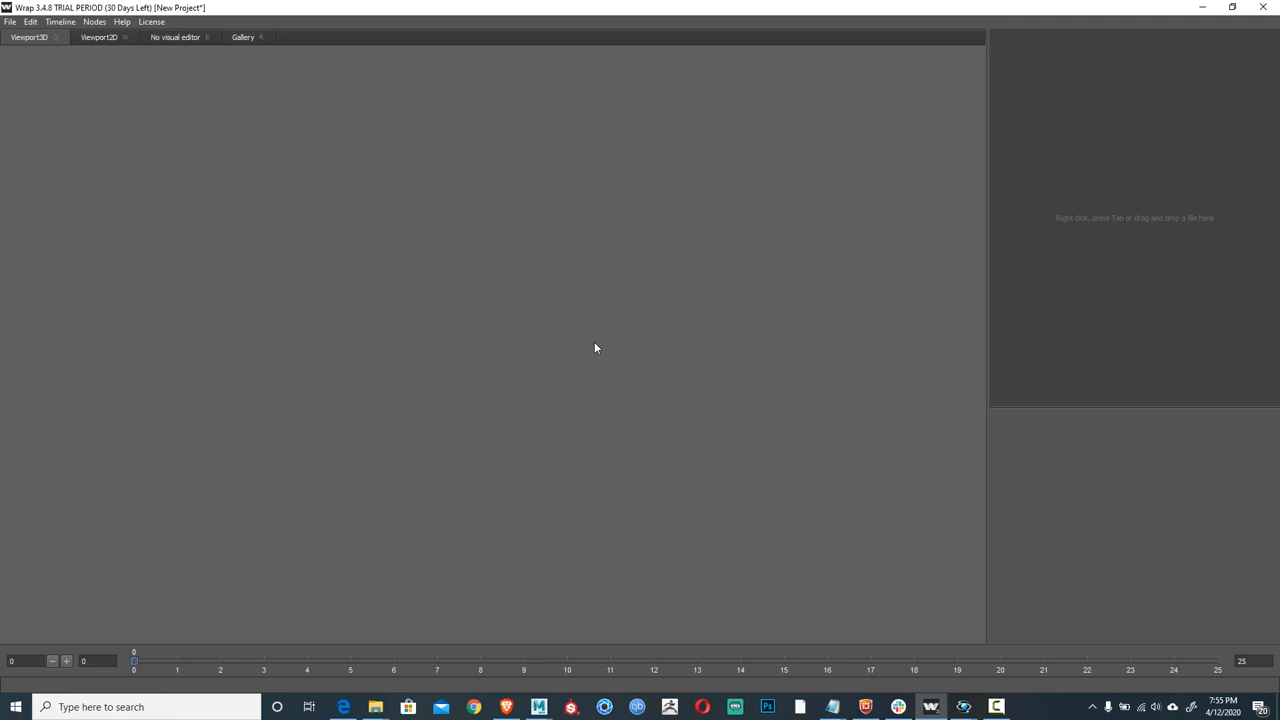 Wrap 3.4.8 TRIAL PERIOD (30 Days Left) [New Project*]
File Edit Timeline Nodes Help License
Viewport3D Q Viewport2D W No visual editor E Gallery R
Right click, press Tab or drag and drop a file here
0
0 0 25
0 1 2 3 4 5 6 7 8 9 10 11 12 13 14 15 16 17 18 19 20 21 22 23 24 25
Type here to search
7:55 PM
4/12/2020
20